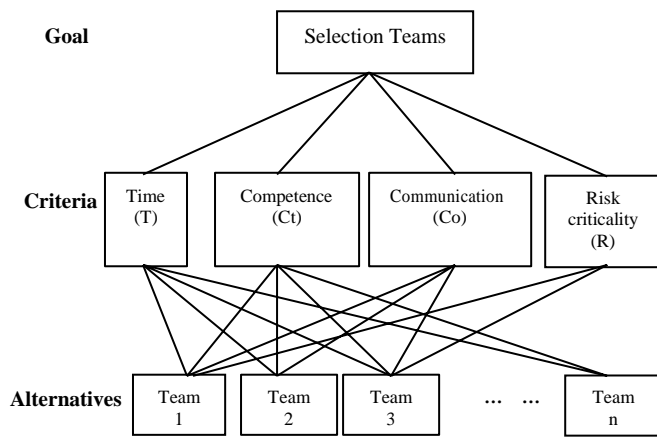 Goal
Selection Teams
Criteria
Time
(T)
Competence
(Ct)
Communication
(Co)
Risk
criticality
(R)
Alternatives
Team
1
Team
2
Team
3
... ...
Team
n